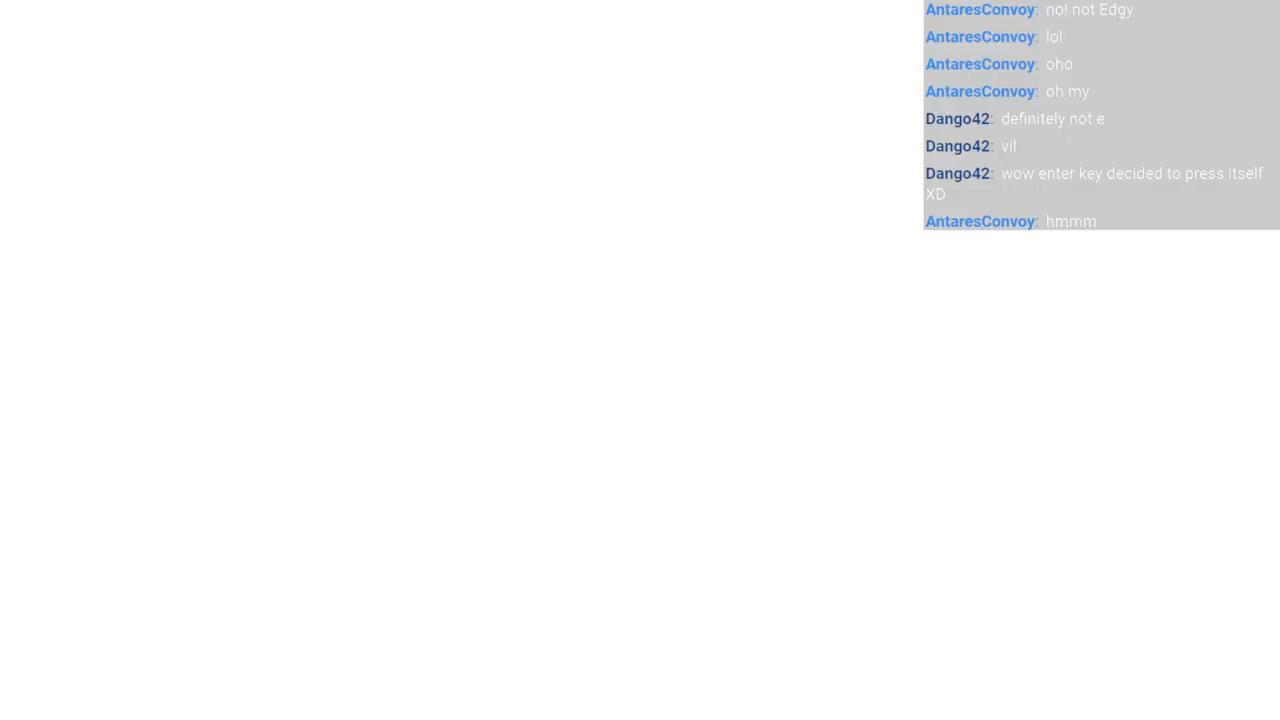 AntaresConvoy: no! not Edgy
AntaresConvoy: lol
AntaresConvoy: oho
AntaresConvoy: oh my
Dango42: definitely not e
Dango42: vil
Dango42: wow enter key decided to press itself
XD
AntaresConvoy: hmmm